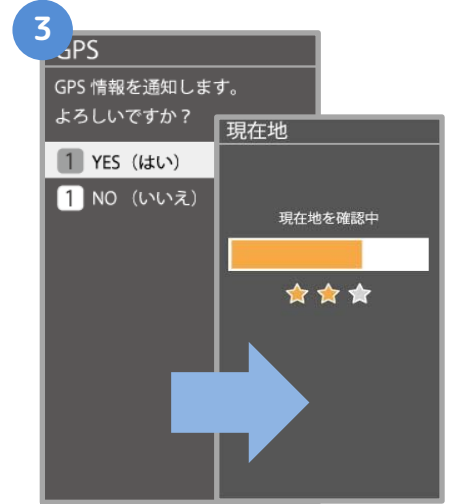 3
GPS
GPS 情報を通知します。
よろしいですか？
1 YES（はい）
1 NO（いいえ）
現在地
現在地を確認中